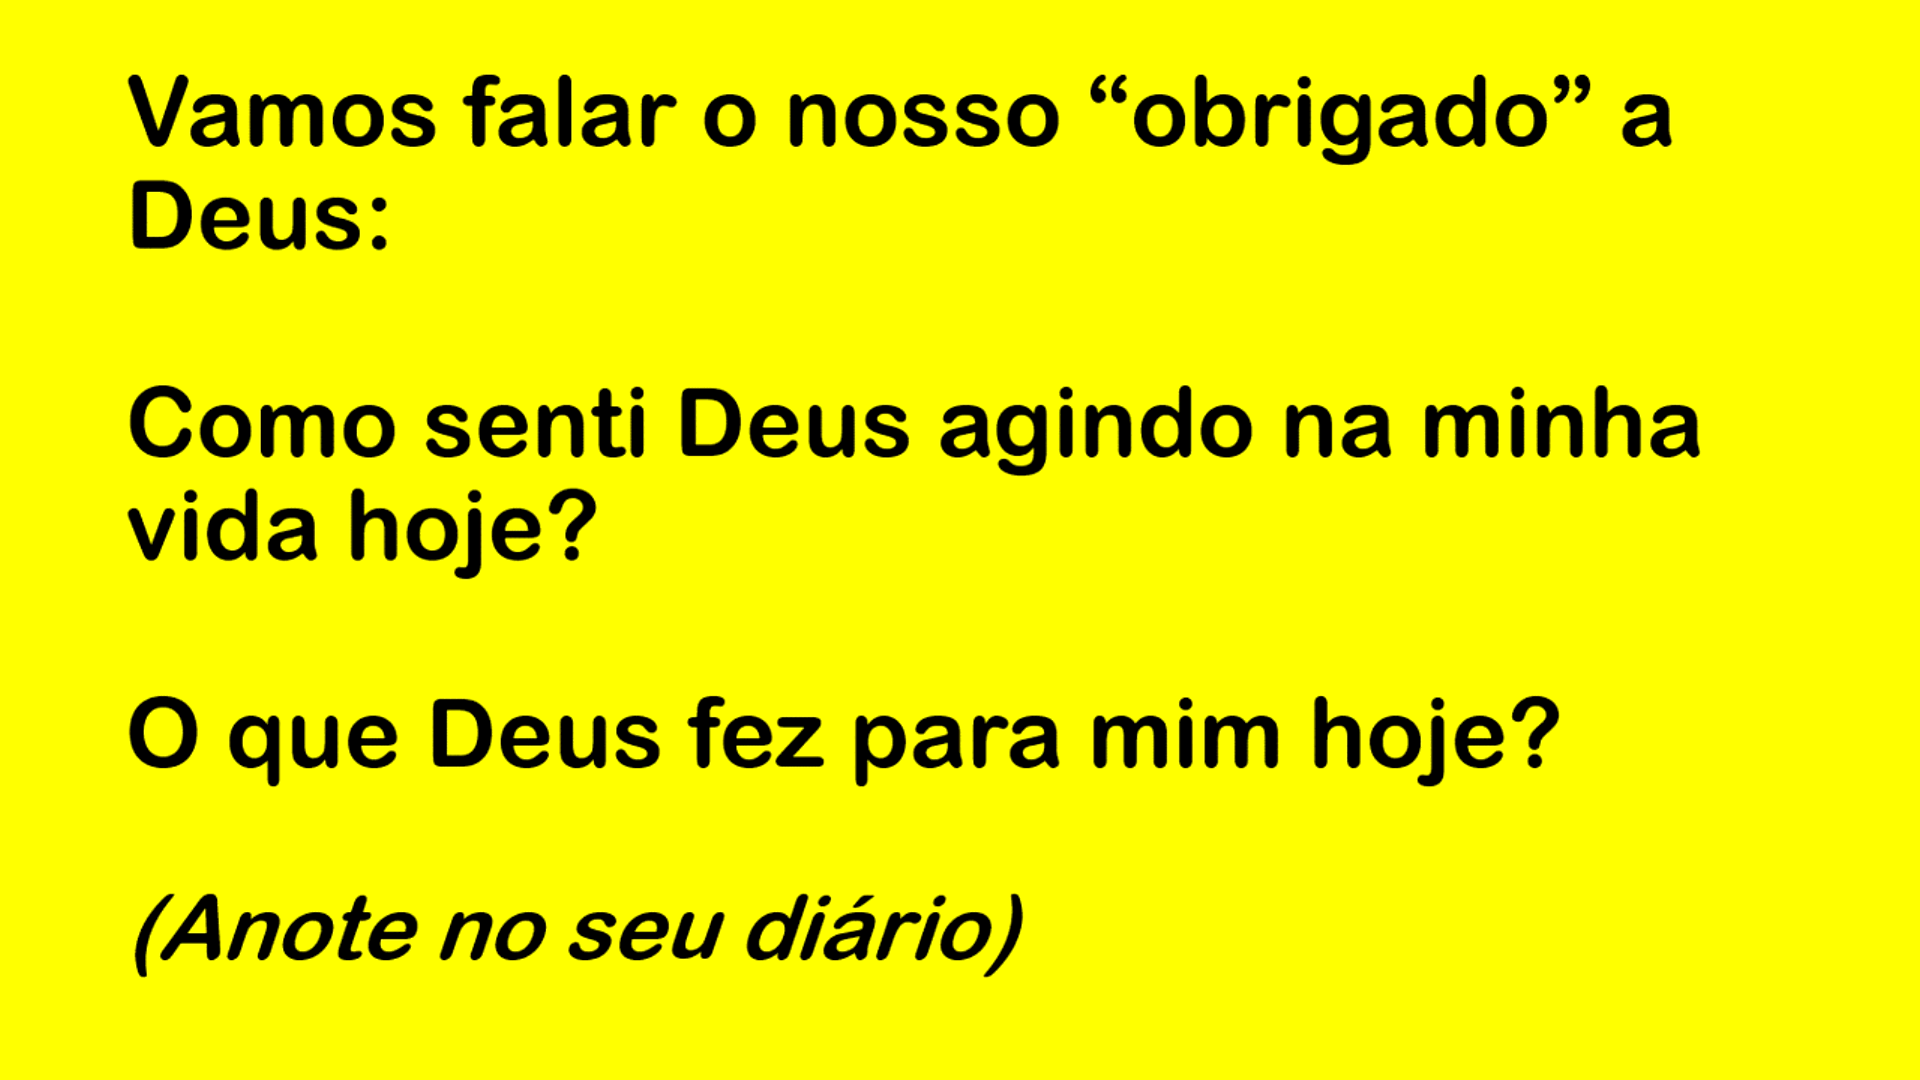 Vamos falar o nosso “obrigado” a
Deus:
Como senti Deus agindo na minha
vida hoje?
O que Deus fez para mim hoje?
(Anote no seu diário)